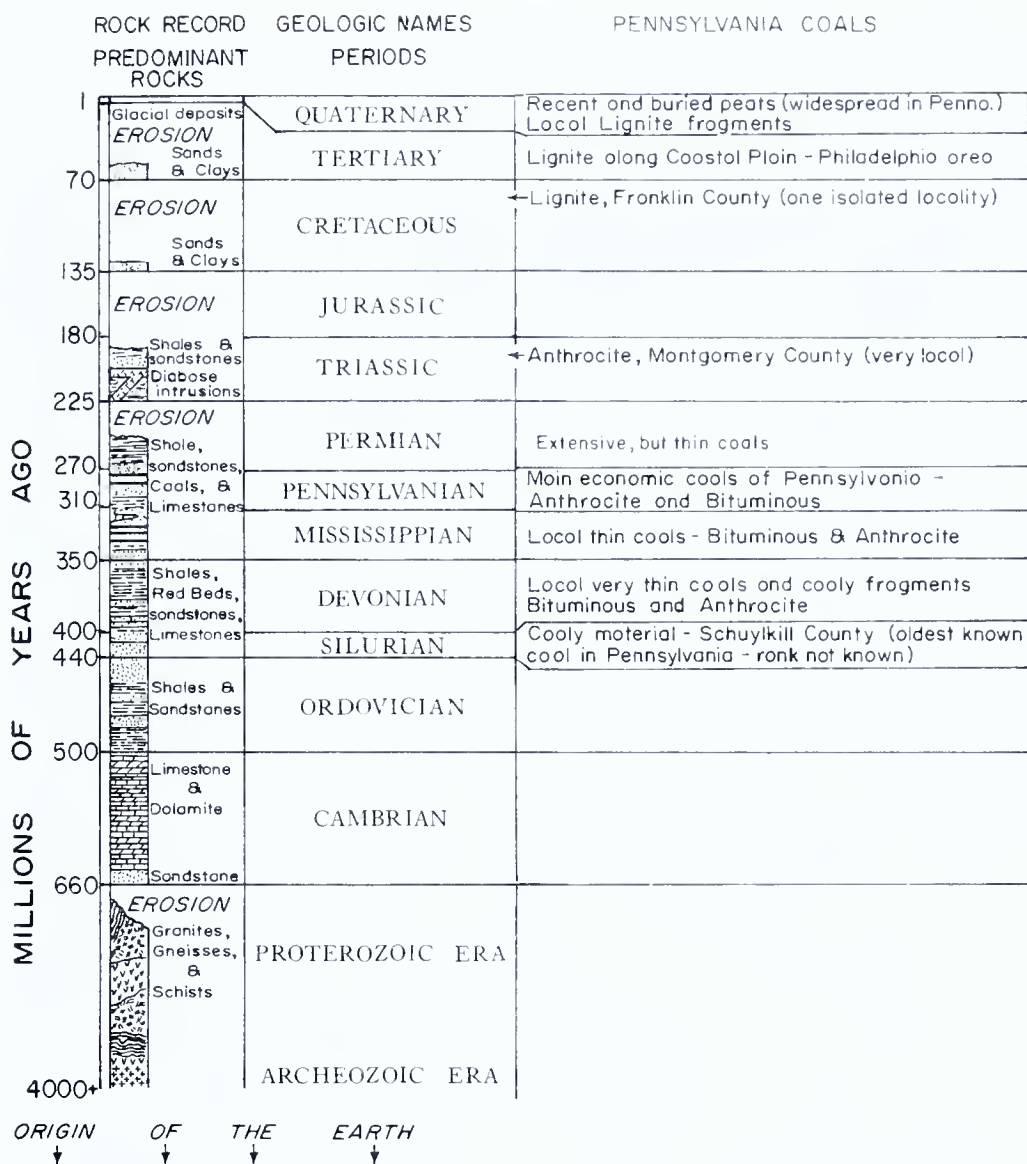 ROCK RECORD GEOLOGIC NAMES PENNSYLVANIA COALS
PREDOMINANT PERIODS
ROCKS
1
Glacial deposits
EROSION
Sands
& Clays
QUATERNARY
Recent and buried peats (widespread in Penna.)
Local Lignite fragments
TERTIARY
Lignite along Coastal Plain - Philadelphia area
70
EROSION
Sands
& Clays
CRETACEOUS
Lignite, Franklin County (one isolated locality)
135
EROSION
JURASSIC
180
Shales &
sandstones
Diabase
intrusions
TRIASSIC
Anthracite, Montgomery County (very local)
225
EROSION
Shale,
sandstones,
Coals, &
Limestones
PERMIAN
Extensive, but thin coals
270
PENNSYLVANIAN
Main economic coals of Pennsylvania -
Anthracite and Bituminous
310
MISSISSIPPIAN
Local thin coals - Bituminous & Anthracite
350
Shales,
Red Beds,
sandstones,
Limestones
DEVONIAN
Local very thin coals and coaly fragments
Bituminous and Anthracite
400
SILURIAN
Coaly material - Schuylkill County (oldest known
coal in Pennsylvania - rank not known)
440
Shales &
Sandstones
ORDOVICIAN
500
Limestone
&
Dolamite
Sandstone
CAMBRIAN
660
EROSION
Granites,
Gneisses,
&
Schists
PROTEROZOIC ERA
ARCHEOZOIC ERA
4000+
MILLIONS OF YEARS AGO
ORIGIN OF THE EARTH